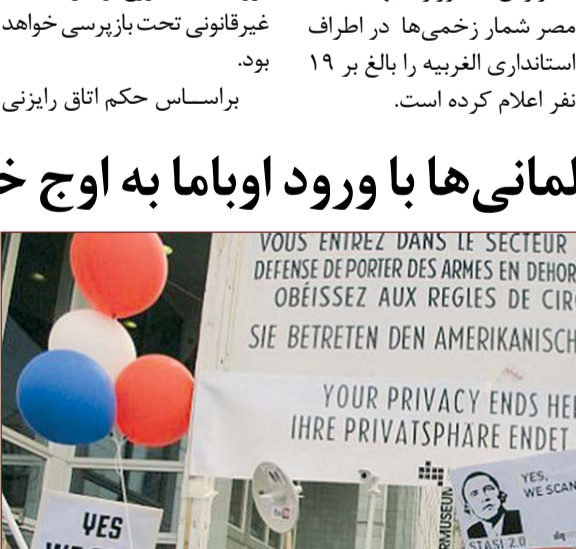 مصر شمار زخمی‌ها در اطراف
استانداری الغربیه را بالغ بر ۱۹
نفر اعلام کرده است.
غیرقانونی تحت بازپرسی خواهد
بود.
براساس حکم اتاق رایزنی
لمانی‌ها با ورود اوباما به اوج خ
VOUS ENTREZ DANS LE SECTEUR
DEFENSE DE PORTER DES ARMES EN DEHOR
OBÉISSEZ AUX REGLES DE CIR
SIE BETRETEN DEN AMERIKANISCH
YOUR PRIVACY ENDS HE
IHRE PRIVATSPHÄRE ENDET
YES,
WE SCAN
STASI 2.0
RMUSEUM
YES